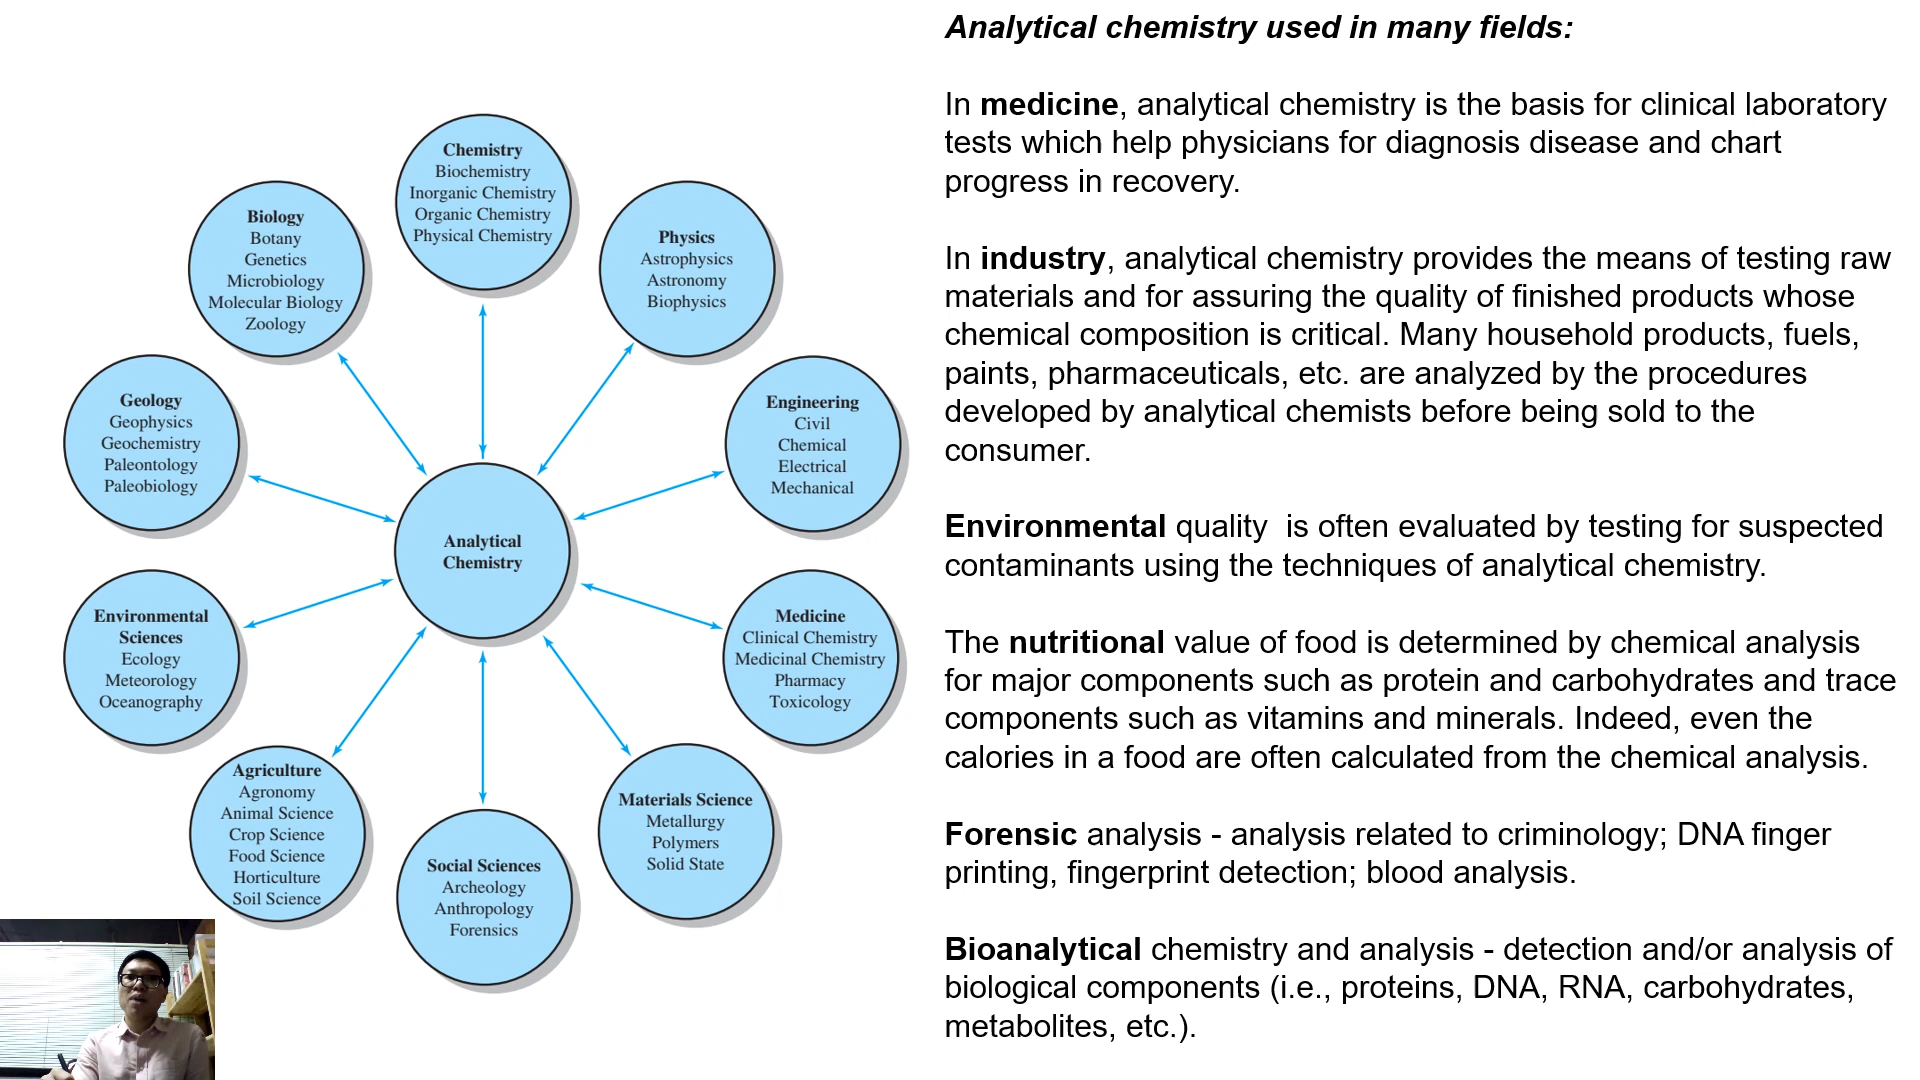 Analytical chemistry used in many fields:
In medicine, analytical chemistry is the basis for clinical laboratory
tests which help physicians for diagnosis disease and chart
progress in recovery.
In industry, analytical chemistry provides the means of testing raw
materials and for assuring the quality of finished products whose
chemical composition is critical. Many household products, fuels,
paints, pharmaceuticals, etc. are analyzed by the procedures
developed by analytical chemists before being sold to the
consumer.
Environmental quality  is often evaluated by testing for suspected
contaminants using the techniques of analytical chemistry.
The nutritional value of food is determined by chemical analysis
for major components such as protein and carbohydrates and trace
components such as vitamins and minerals. Indeed, even the
calories in a food are often calculated from the chemical analysis.
Forensic analysis - analysis related to criminology; DNA finger
printing, fingerprint detection; blood analysis.
Bioanalytical chemistry and analysis - detection and/or analysis of
biological components (i.e., proteins, DNA, RNA, carbohydrates,
metabolites, etc.).
Chemistry
Biochemistry
Inorganic Chemistry
Organic Chemistry
Physical Chemistry
Physics
Astrophysics
Astronomy
Biophysics
Engineering
Civil
Chemical
Electrical
Mechanical
Medicine
Clinical Chemistry
Medicinal Chemistry
Pharmacy
Toxicology
Materials Science
Metallurgy
Polymers
Solid State
Social Sciences
Archeology
Anthropology
Forensics
Agriculture
Agronomy
Animal Science
Crop Science
Food Science
Horticulture
Soil Science
Environmental
Sciences
Ecology
Meteorology
Oceanography
Geology
Geophysics
Geochemistry
Paleontology
Paleobiology
Biology
Botany
Genetics
Microbiology
Molecular Biology
Zoology
Analytical
Chemistry